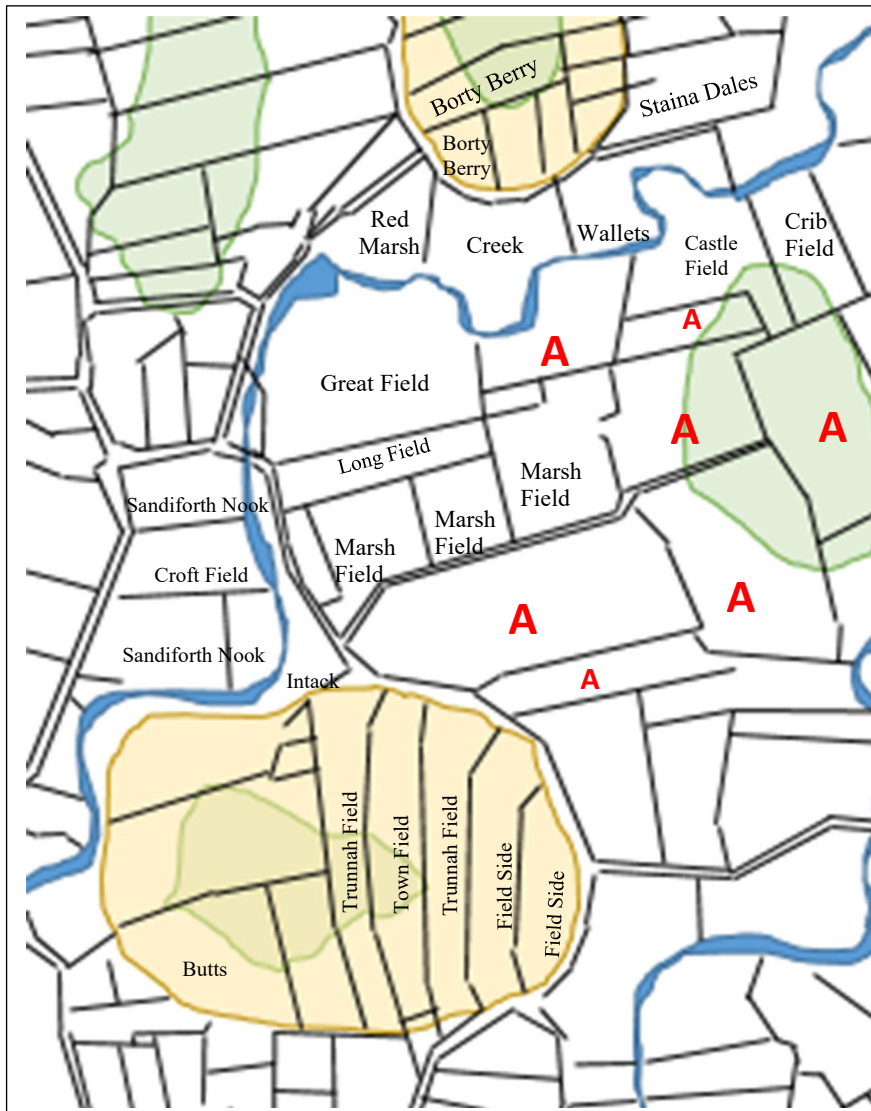 Borty Berry
Staina Dales
Borty
Berry
Red
Marsh
Creek
Wallets
Castle
Field
Crib
Field
A
A
Great Field
A
A
Long Field
Marsh
Field
Sandiforth Nook
Marsh
Field
Marsh
Field
Croft Field
A
A
Sandiforth Nook
Intack
A
Trunnah Field
Town Field
Trunnah Field
Field Side
Field Side
Butts